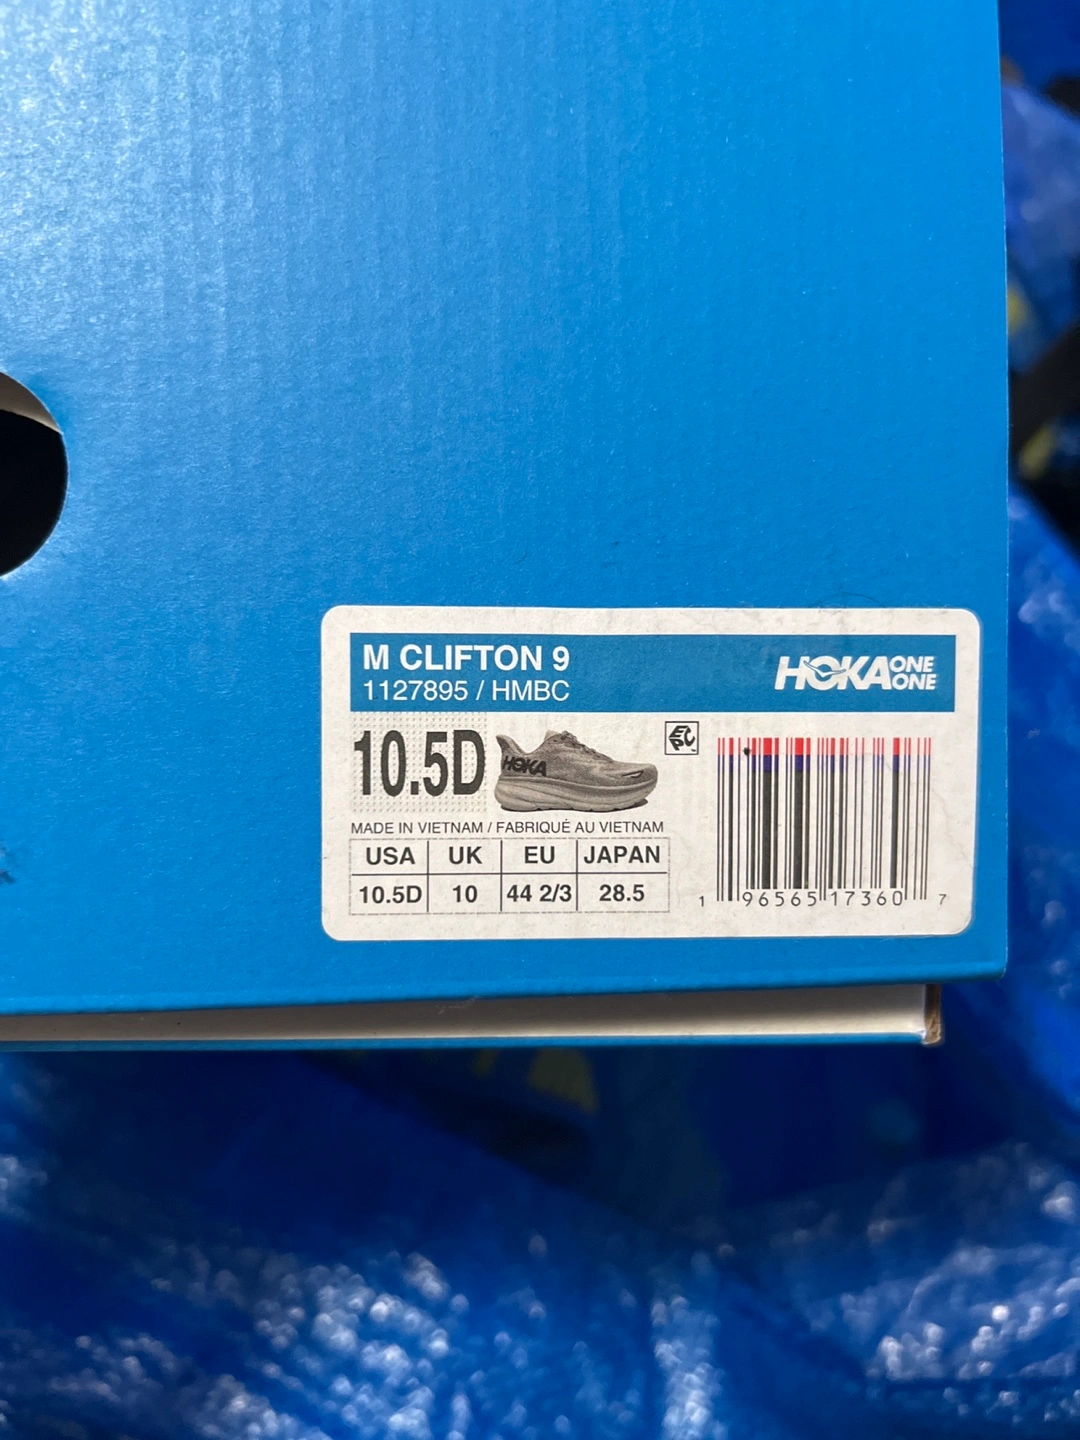 M CLIFTON 9
1127895 / HMBC
HOKA ONE ONE
10.5D
HOKA
EPC
MADE IN VIETNAM / FABRIQUÉ AU VIETNAM
USA UK EU JAPAN
10.5D 10 44 2/3 28.5
1 96565 17360 7